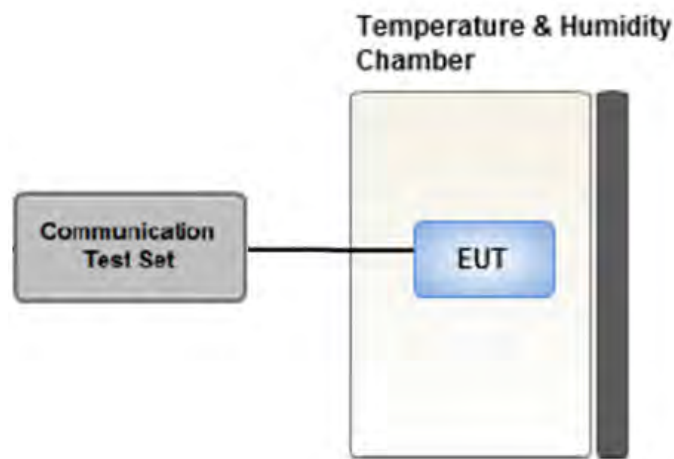 Temperature & Humidity
Chamber
Communication
Test Set
EUT